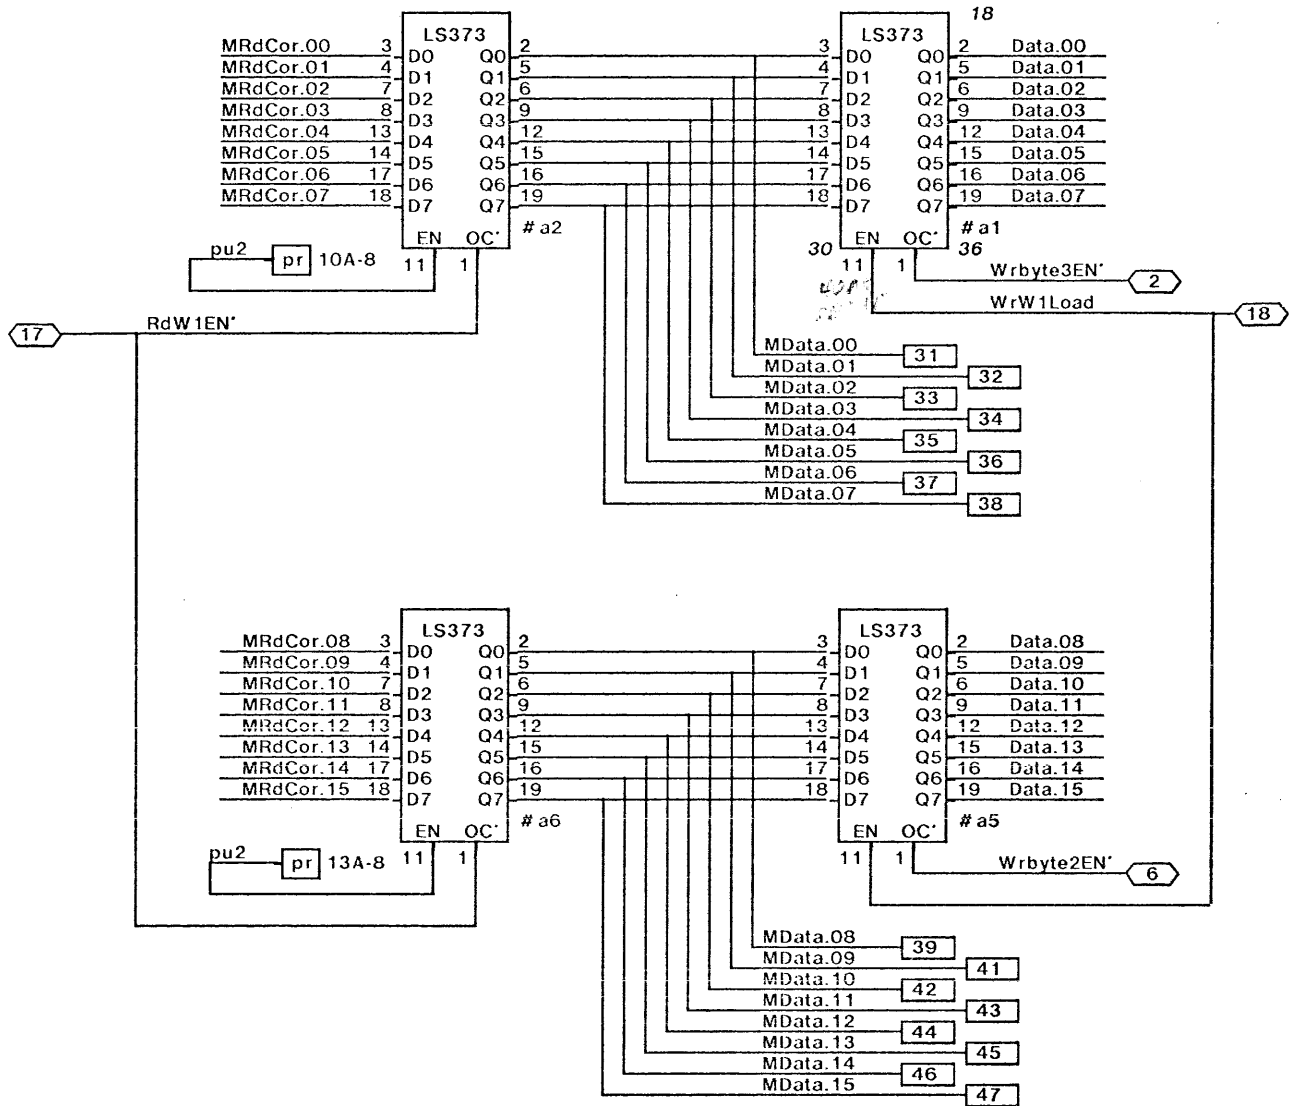 18
LS373 LS373
MRdCor.00 3 D0 Q0 2 3 D0 Q0 2 Data.00
MRdCor.01 4 D1 Q1 5 4 D1 Q1 5 Data.01
MRdCor.02 7 D2 Q2 6 7 D2 Q2 6 Data.02
MRdCor.03 8 D3 Q3 9 8 D3 Q3 9 Data.03
MRdCor.04 13 D4 Q4 12 13 D4 Q4 12 Data.04
MRdCor.05 14 D5 Q5 15 14 D5 Q5 15 Data.05
MRdCor.06 17 D6 Q6 16 17 D6 Q6 16 Data.06
MRdCor.07 18 D7 Q7 19 18 D7 Q7 19 Data.07
#a2 #a1
EN OC' 30 EN OC' 36
pu2 pr 10A-8 11 1 11 1
Wrbyte3EN' 2
WrW1Load 18
17 RdW1EN'
MData.00 31
MData.01 32
MData.02 33
MData.03 34
MData.04 35
MData.05 36
MData.06 37
MData.07 38
LS373 LS373
MRdCor.08 3 D0 Q0 2 3 D0 Q0 2 Data.08
MRdCor.09 4 D1 Q1 5 4 D1 Q1 5 Data.09
MRdCor.10 7 D2 Q2 6 7 D2 Q2 6 Data.10
MRdCor.11 8 D3 Q3 9 8 D3 Q3 9 Data.11
MRdCor.12 13 D4 Q4 12 13 D4 Q4 12 Data.12
MRdCor.13 14 D5 Q5 15 14 D5 Q5 15 Data.13
MRdCor.14 17 D6 Q6 16 17 D6 Q6 16 Data.14
MRdCor.15 18 D7 Q7 19 18 D7 Q7 19 Data.15
#a6 #a5
EN OC' EN OC'
pu2 pr 13A-8 11 1 11 1
Wrbyte2EN' 6
MData.08 39
MData.09 41
MData.10 42
MData.11 43
MData.12 44
MData.13 45
MData.14 46
MData.15 47